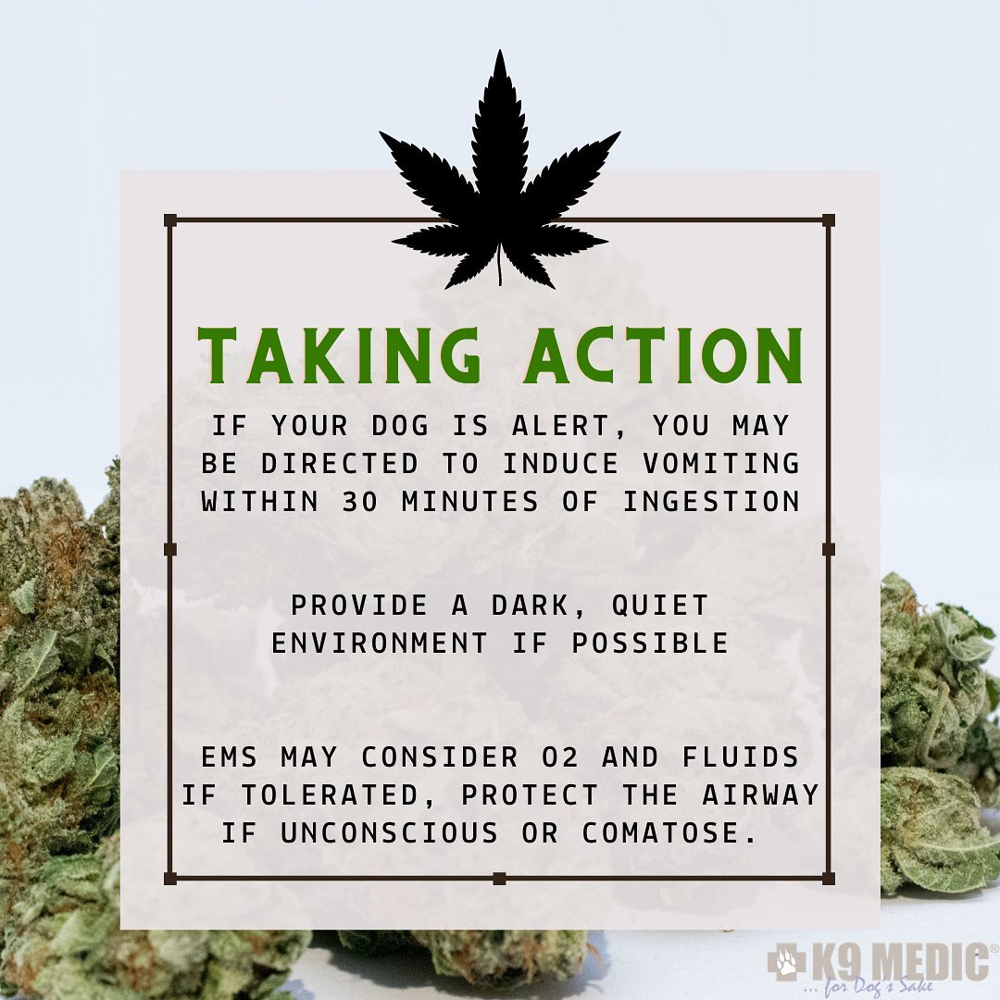 TAKING ACTION
IF YOUR DOG IS ALERT, YOU MAY
BE DIRECTED TO INDUCE VOMITING
WITHIN 30 MINUTES OF INGESTION
PROVIDE A DARK, QUIET
ENVIRONMENT IF POSSIBLE
EMS MAY CONSIDER O2 AND FLUIDS
IF TOLERATED, PROTECT THE AIRWAY
IF UNCONSCIOUS OR COMATOSE.
K9 MEDIC®
... for Dog's Sake